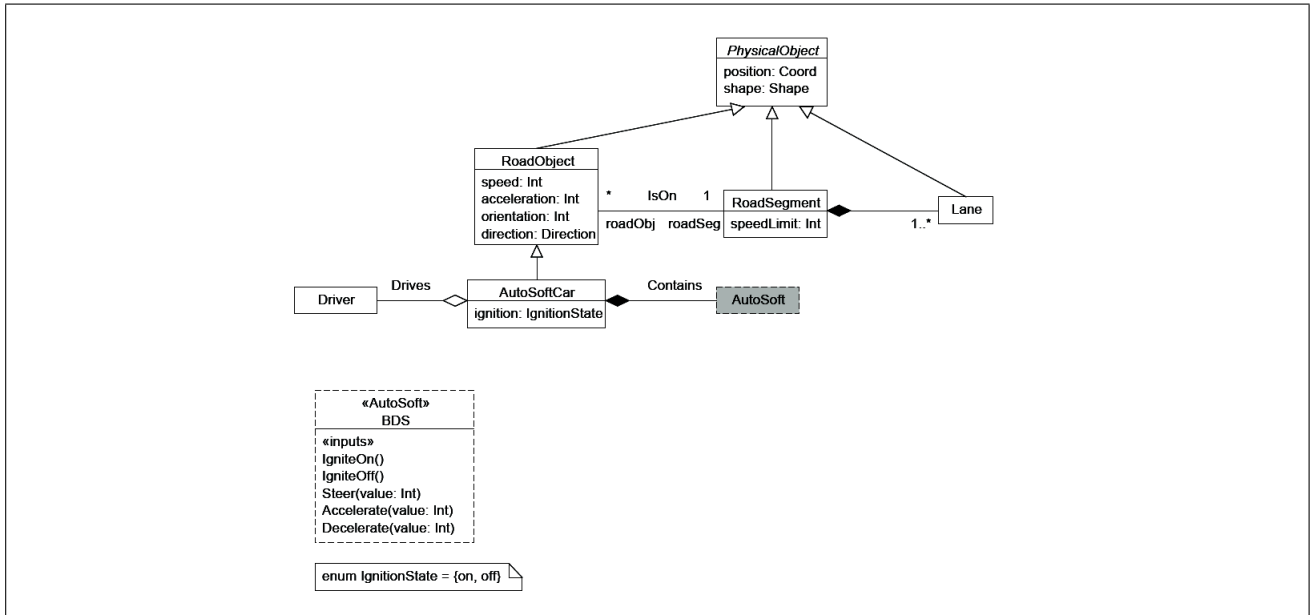 PhysicalObject
position: Coord
shape: Shape
RoadObject
speed: Int
acceleration: Int
orientation: Int
direction: Direction
* IsOn 1
roadObj roadSeg
RoadSegment
speedLimit: Int
1..*
Lane
Driver
Drives
AutoSoftCar
ignition: IgnitionState
Contains
AutoSoft
«AutoSoft»
BDS
«inputs»
IgniteOn()
IgniteOff()
Steer(value: Int)
Accelerate(value: Int)
Decelerate(value: Int)
enum IgnitionState = {on, off}